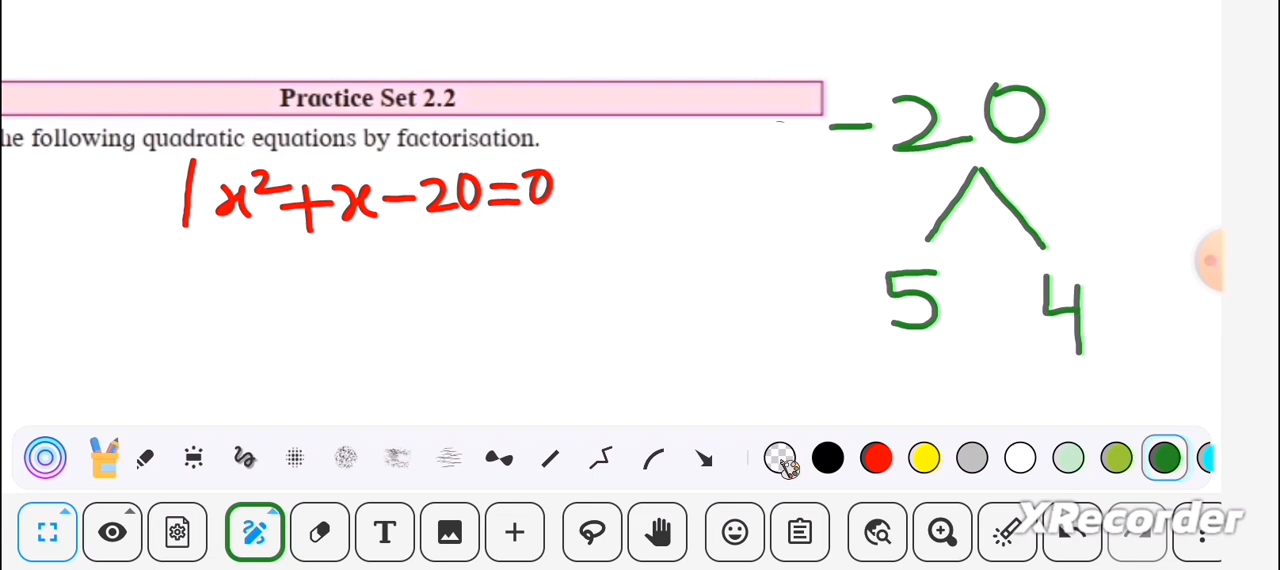 Practice Set 2.2
he following quadratic equations by factorisation.
1 x²+x-20=0
-20
5 4
T
XRecorder